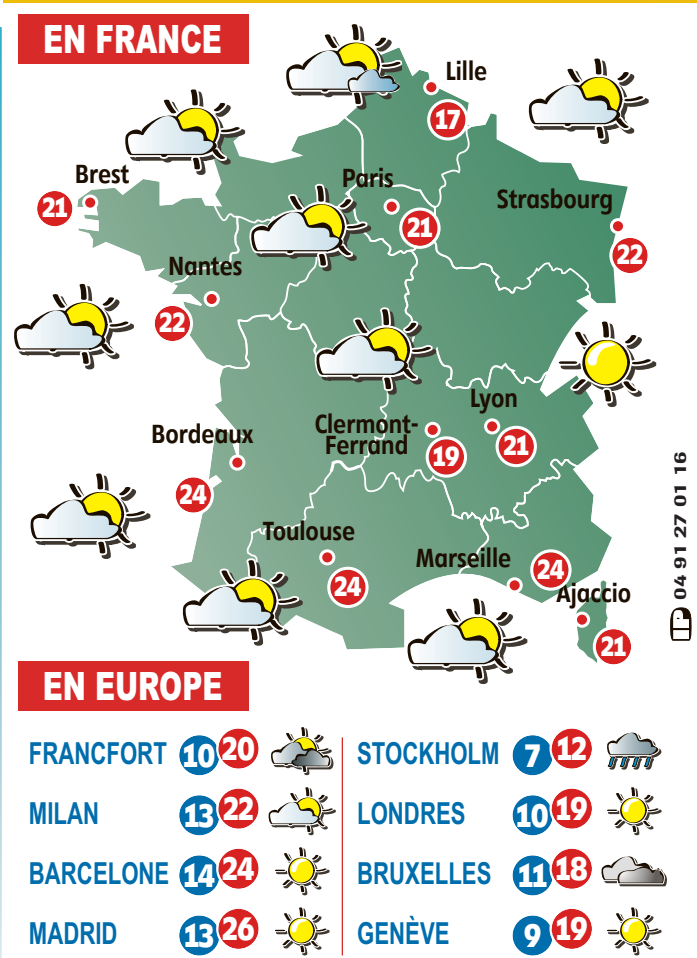 EN FRANCE
Lille
17
Brest
21
Paris
21
Strasbourg
22
Nantes
22
Lyon
21
Clermont-
Ferrand
19
Bordeaux
24
Toulouse
24
Marseille
24
Ajaccio
21
04 91 27 01 16
EN EUROPE
FRANCFORT 10 20
MILAN 13 22
BARCELONE 14 24
MADRID 13 26
STOCKHOLM 7 12
LONDRES 10 19
BRUXELLES 11 18
GENÈVE 9 19